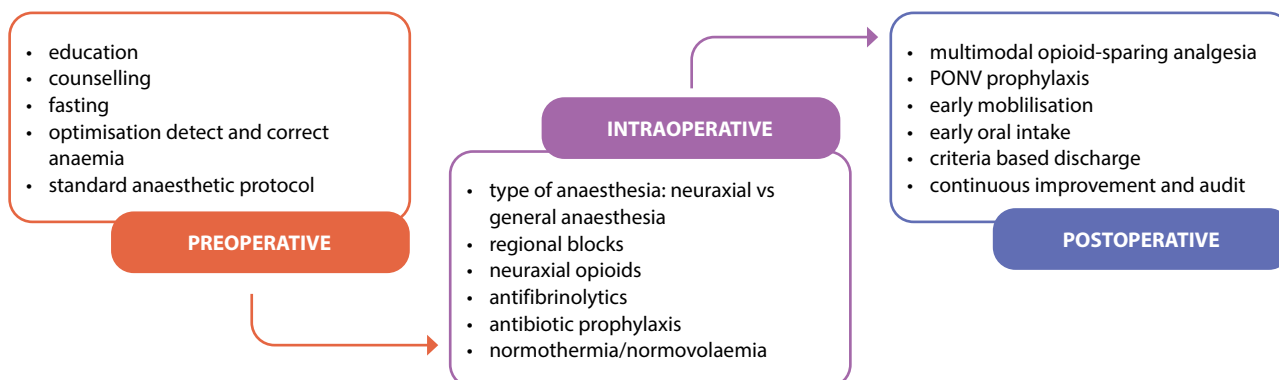 • education
• counselling
• fasting
• optimisation detect and correct
anaemia
• standard anaesthetic protocol
PREOPERATIVE
INTRAOPERATIVE
• type of anaesthesia: neuraxial vs
general anaesthesia
• regional blocks
• neuraxial opioids
• antifibrinolytics
• antibiotic prophylaxis
• normothermia/normovolaemia
• multimodal opioid-sparing analgesia
• PONV prophylaxis
• early moblilisation
• early oral intake
• criteria based discharge
• continuous improvement and audit
POSTOPERATIVE